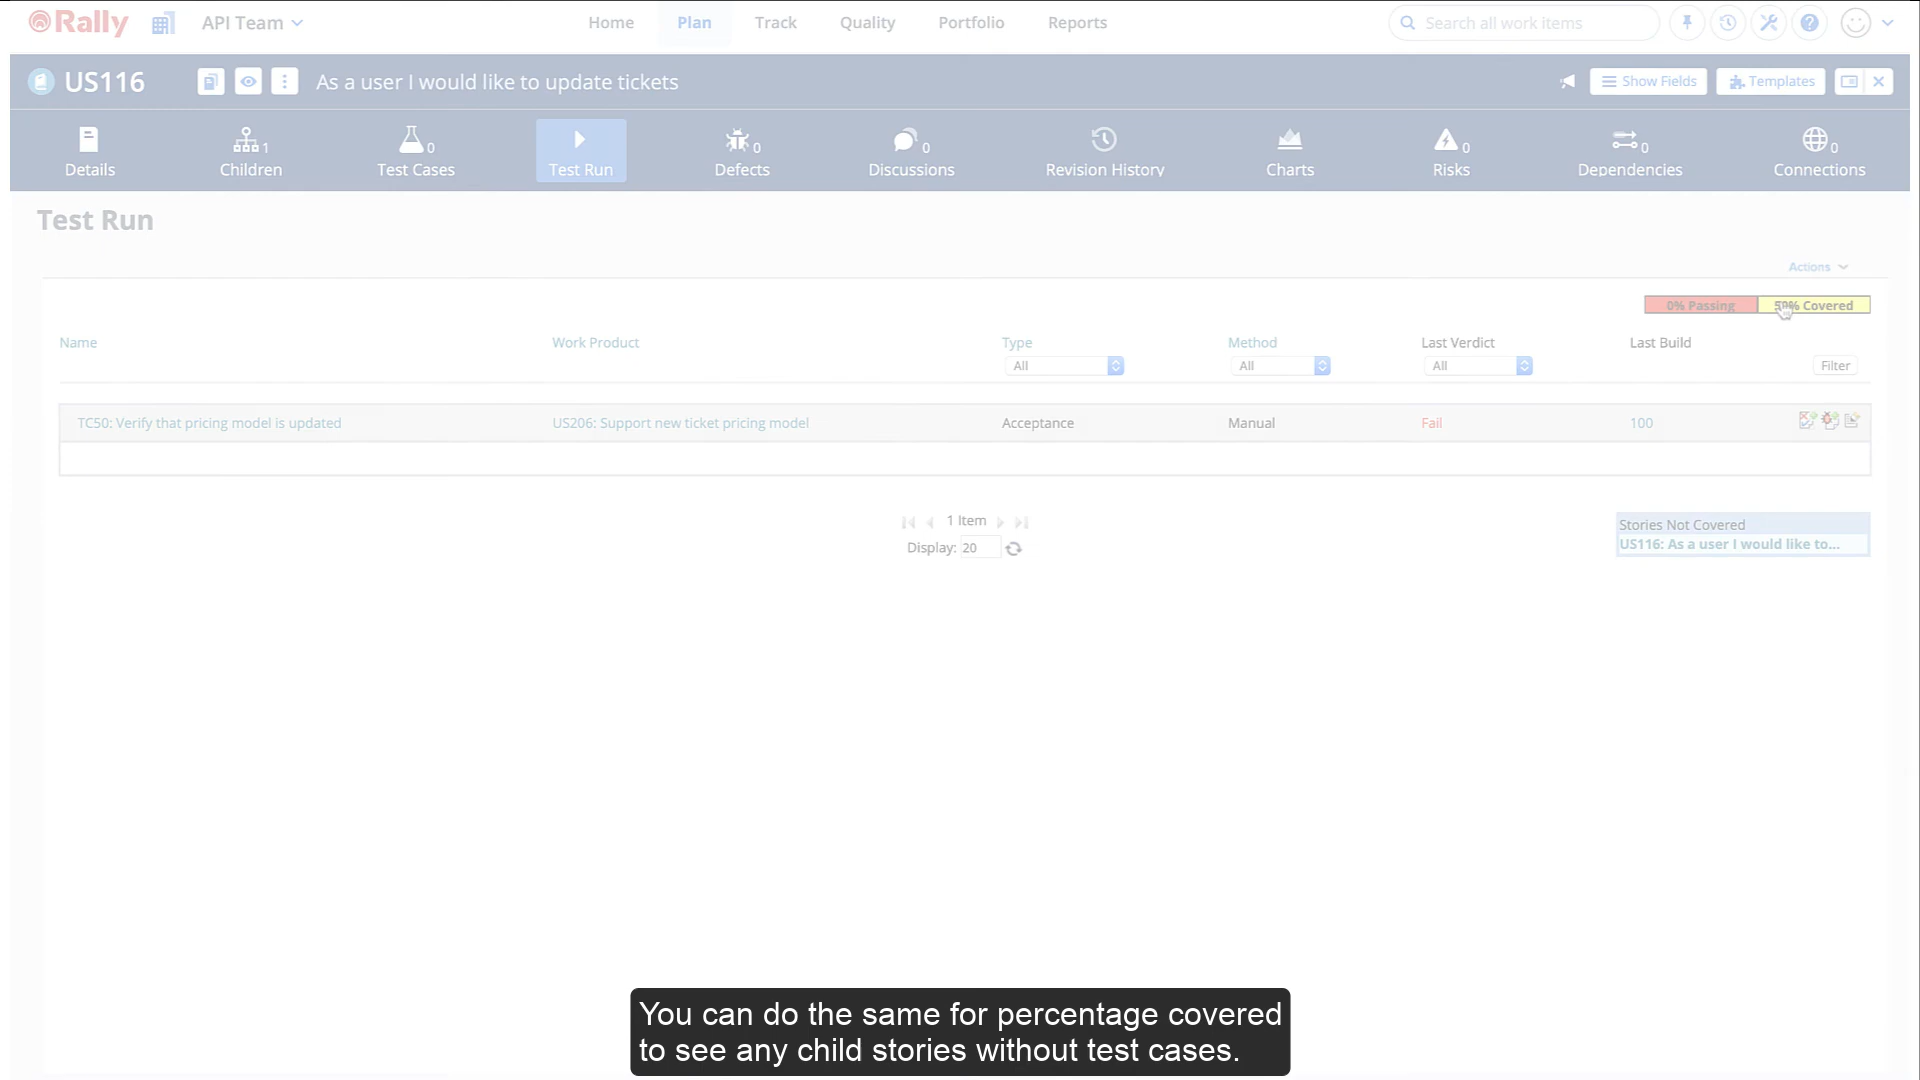 Rally API Team Home Plan Track Quality Portfolio Reports Search all work items
US116 As a user I would like to update tickets Show Fields Templates
Details Children 1 Test Cases 0 Test Run Defects 0 Discussions 0 Revision History Charts Risks 0 Dependencies 0 Connections 0
Test Run
Actions
0% Passing 50% Covered
Name Work Product Type Method Last Verdict Last Build
All All All Filter
TC50: Verify that pricing model is updated US206: Support new ticket pricing model Acceptance Manual Fail 100
1 Item
Display: 20
Stories Not Covered
US116: As a user I would like to...
You can do the same for percentage covered
to see any child stories without test cases.